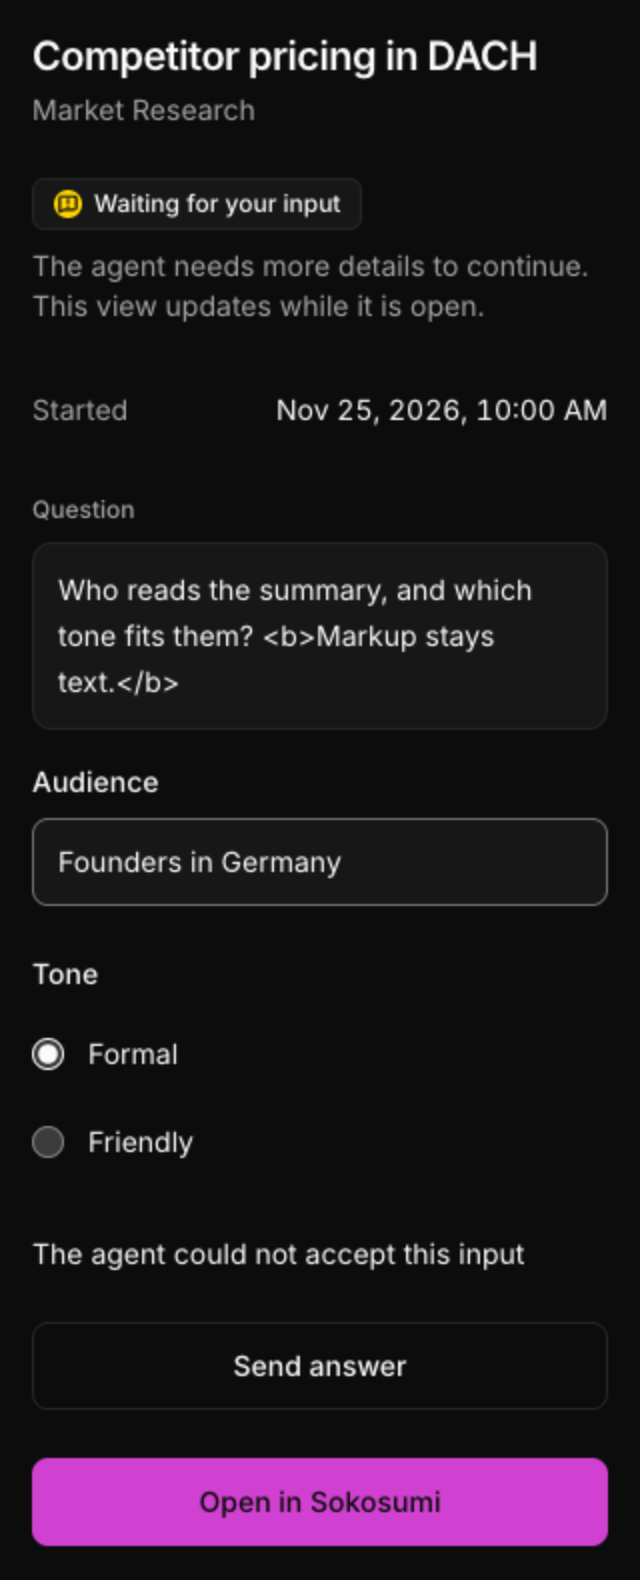 Competitor pricing in DACH
Market Research
Waiting for your input
The agent needs more details to continue.
This view updates while it is open.
Started Nov 25, 2026, 10:00 AM
Question
Who reads the summary, and which
tone fits them? <b>Markup stays
text.</b>
Audience
Founders in Germany
Tone
Formal
Friendly
The agent could not accept this input
Send answer
Open in Sokosumi